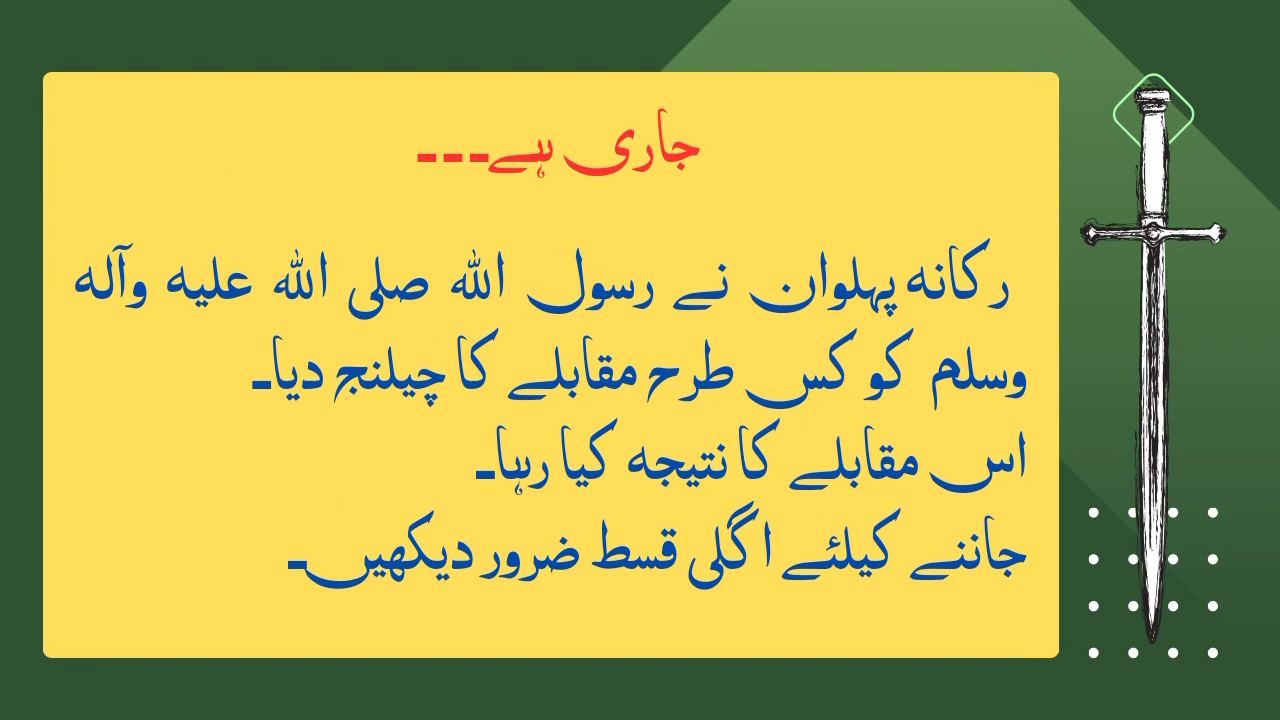 جاری ہے۔۔۔
رکانہ پہلوان نے رسول اللہ صلی اللہ علیہ وآلہ
وسلم کو کس طرح مقابلے کا چیلنج دیا۔
اس مقابلے کا نتیجہ کیا رہا۔
جاننے کیلئے اگلی قسط ضرور دیکھیں۔